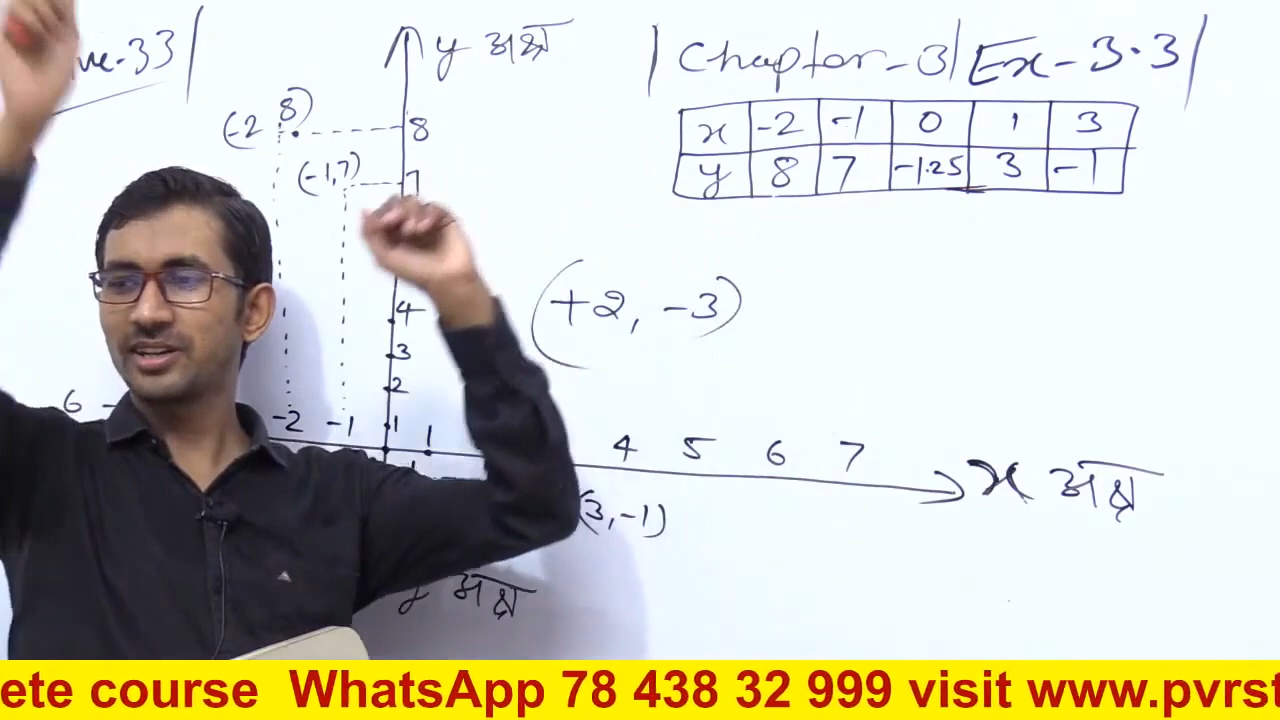 -33
y अक्ष
Chapter-3 Ex-3.3
x -2 -1 0 1 3
y 8 7 -1.25 3 -1
(-2 8)
8
(-1,7)
7
(+2, -3)
4
3
2
6 -2 -1 1 1 4 5 6 7 x अक्ष
(3,-1)
y अक्ष
ete course WhatsApp 78 438 32 999 visit www.pvrst